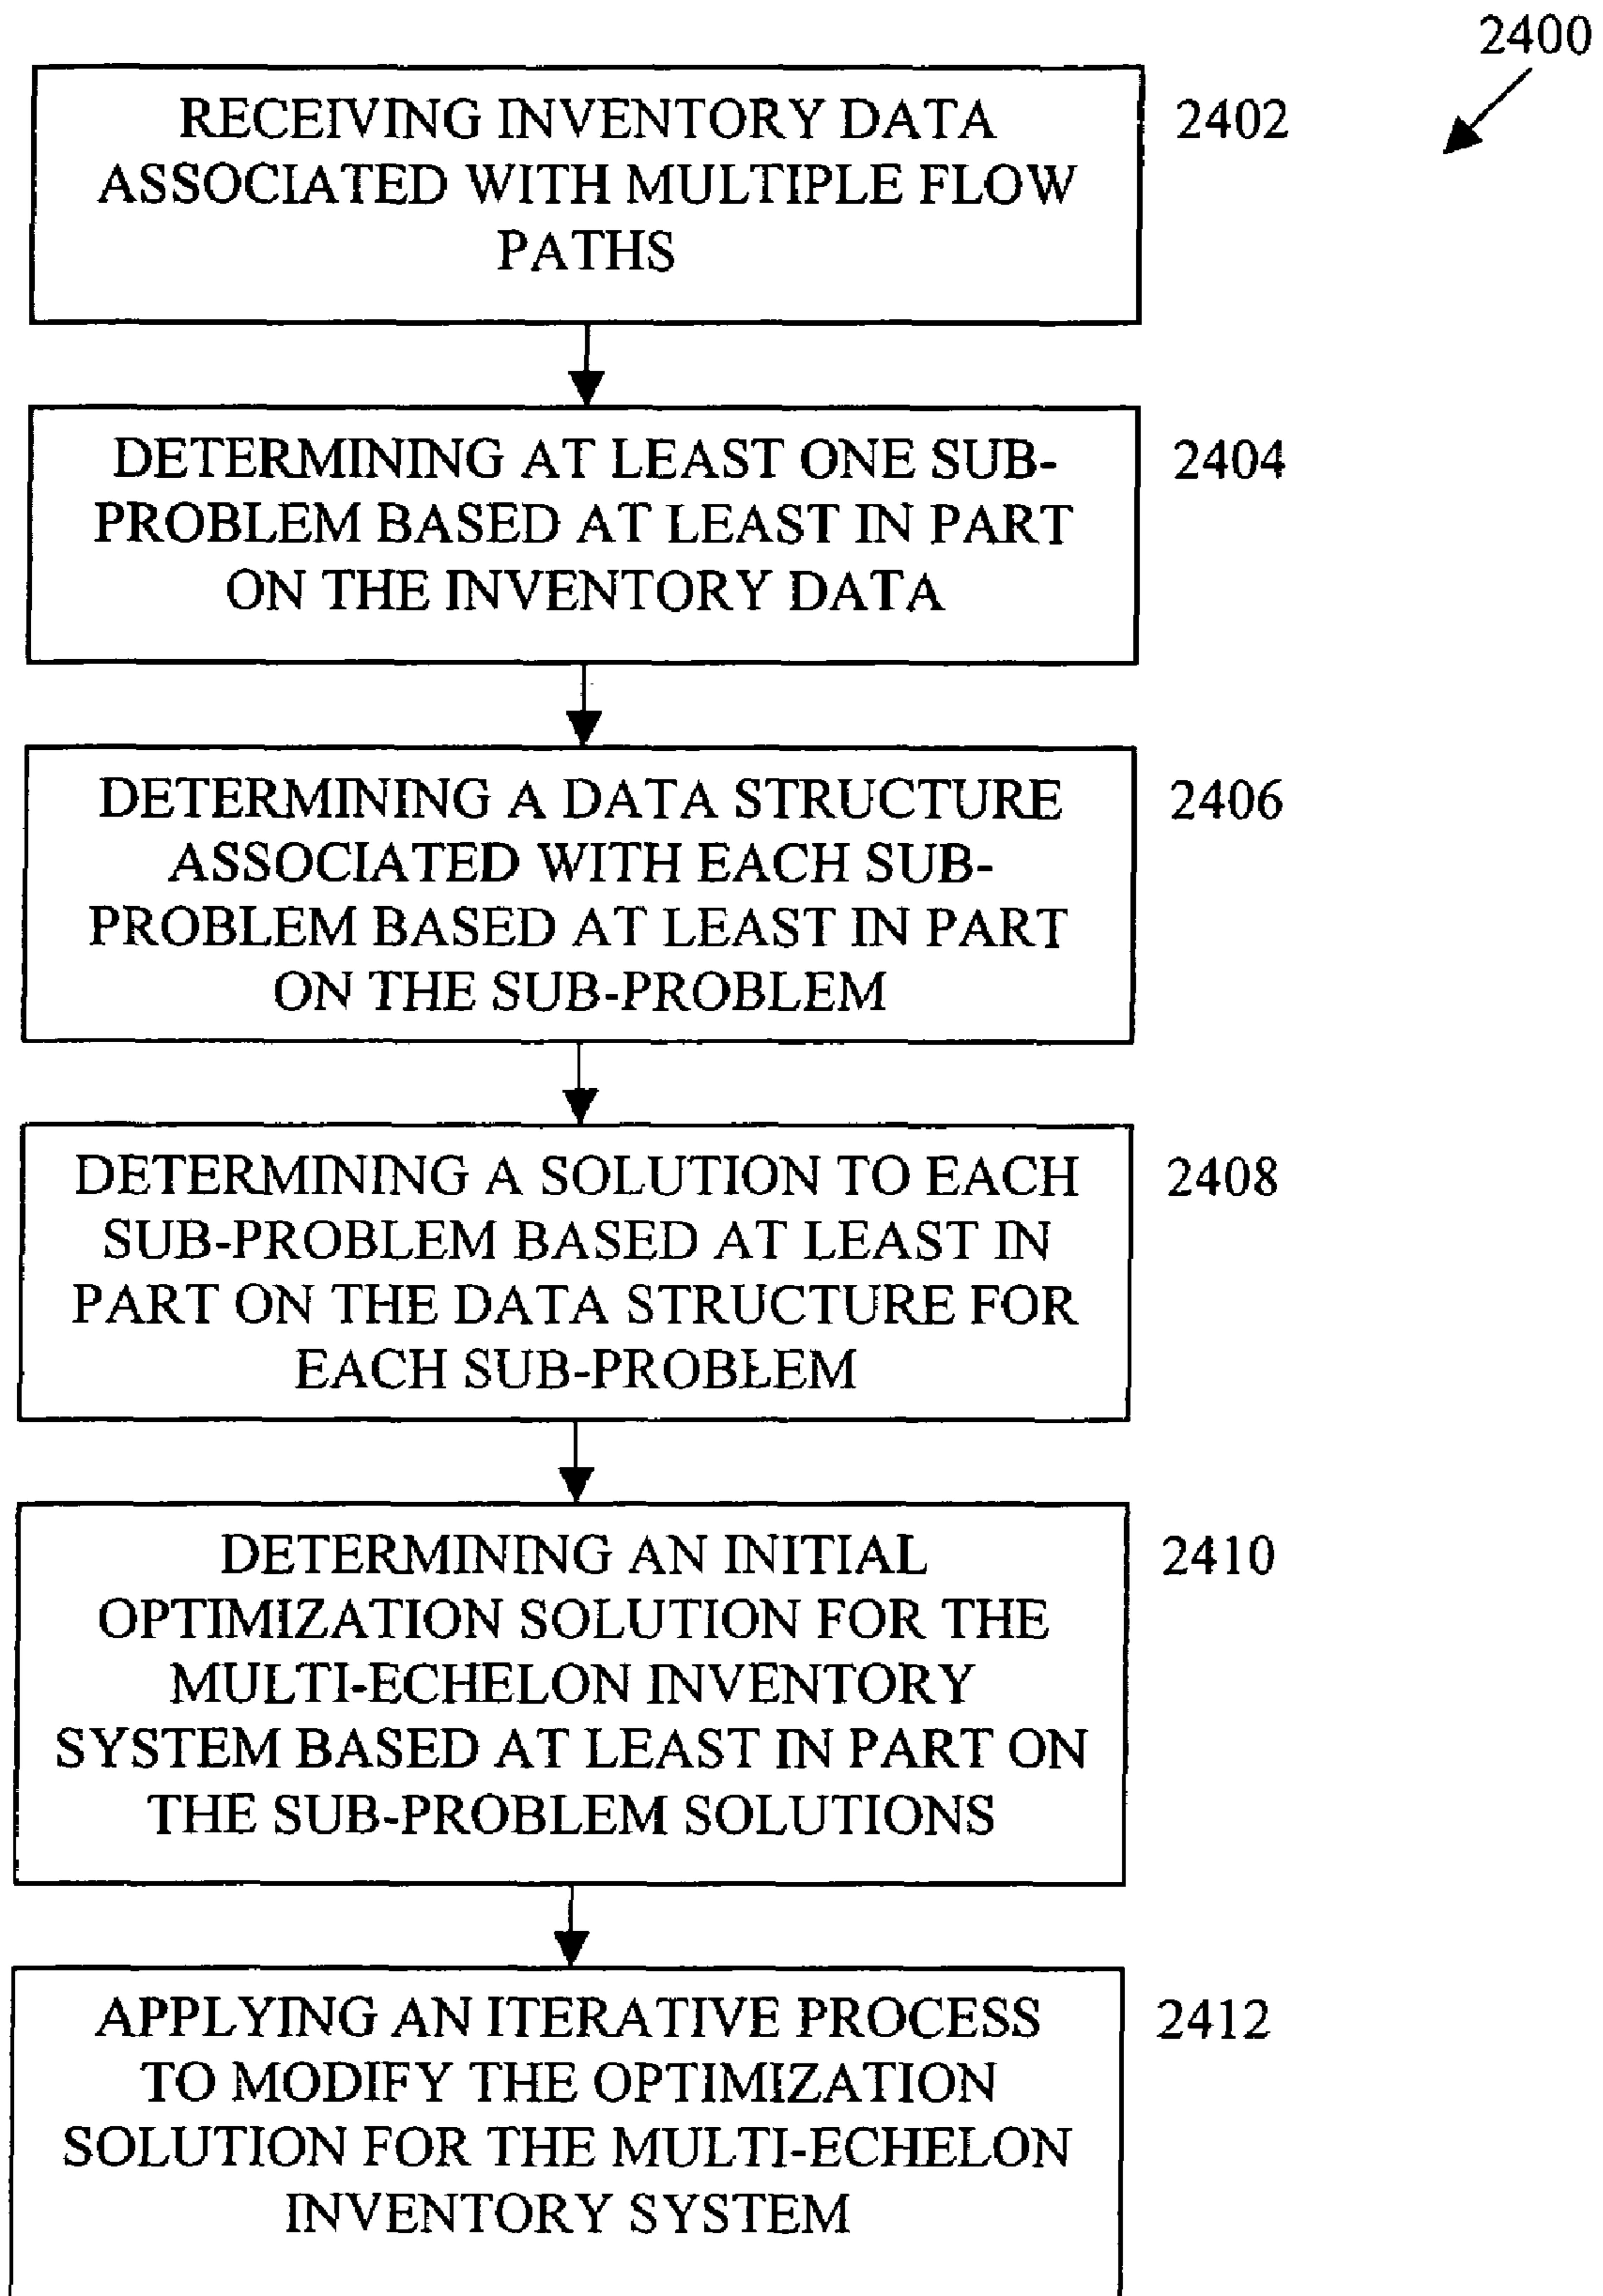 2400
RECEIVING INVENTORY DATA
ASSOCIATED WITH MULTIPLE FLOW
PATHS
2402
DETERMINING AT LEAST ONE SUB-
PROBLEM BASED AT LEAST IN PART
ON THE INVENTORY DATA
2404
DETERMINING A DATA STRUCTURE
ASSOCIATED WITH EACH SUB-
PROBLEM BASED AT LEAST IN PART
ON THE SUB-PROBLEM
2406
DETERMINING A SOLUTION TO EACH
SUB-PROBLEM BASED AT LEAST IN
PART ON THE DATA STRUCTURE FOR
EACH SUB-PROBLEM
2408
DETERMINING AN INITIAL
OPTIMIZATION SOLUTION FOR THE
MULTI-ECHELON INVENTORY
SYSTEM BASED AT LEAST IN PART ON
THE SUB-PROBLEM SOLUTIONS
2410
APPLYING AN ITERATIVE PROCESS
TO MODIFY THE OPTIMIZATION
SOLUTION FOR THE MULTI-ECHELON
INVENTORY SYSTEM
2412